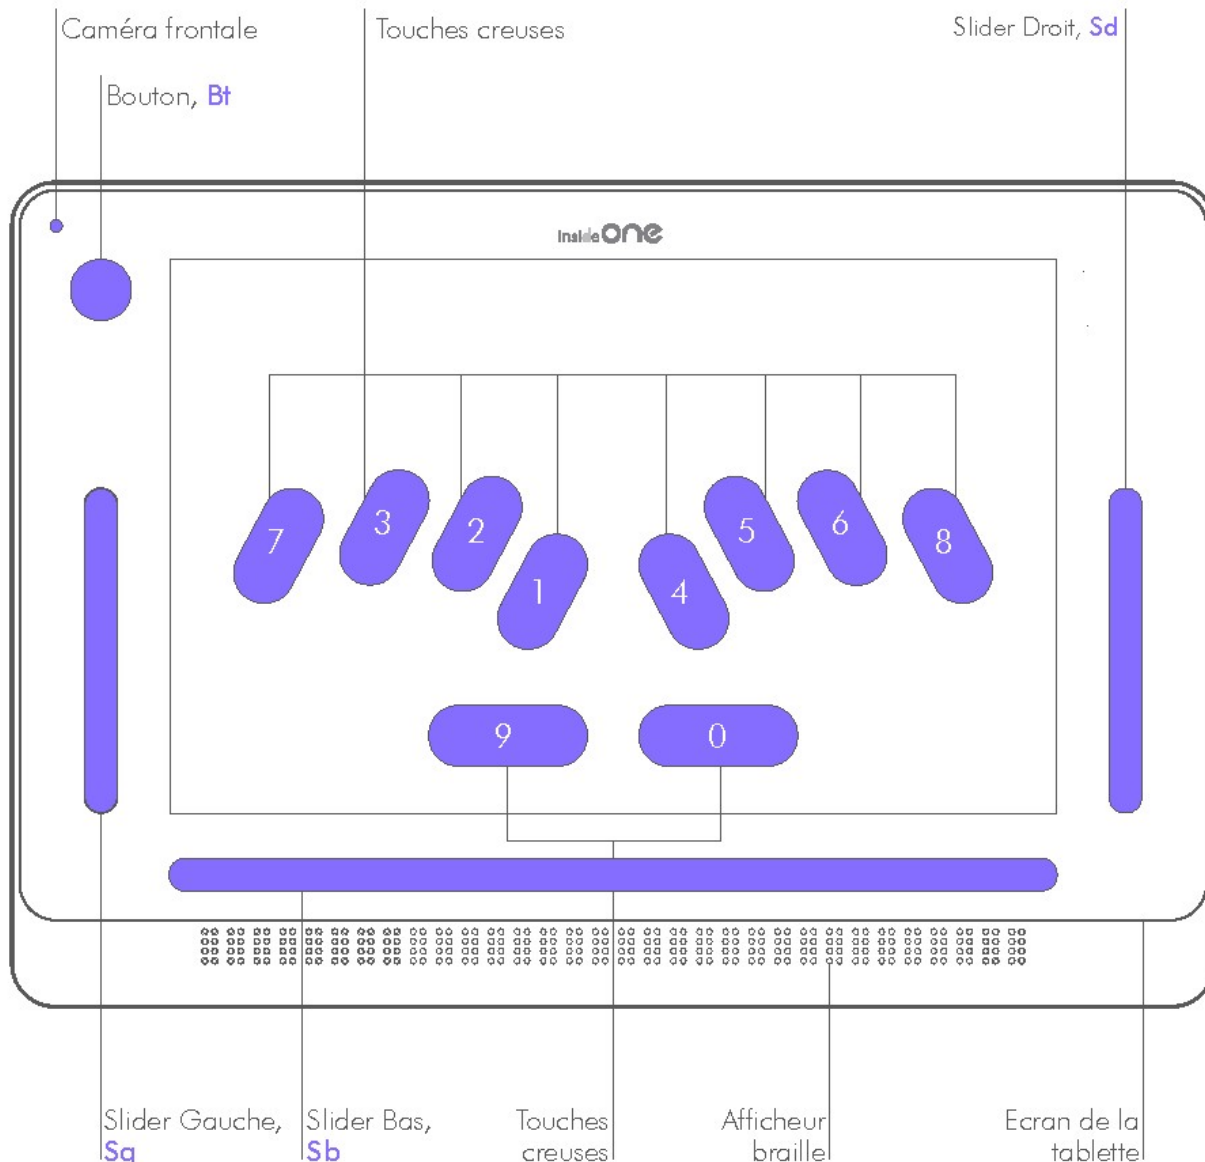 Caméra frontale
Touches creuses
Slider Droit, Sd
Bouton, Bt
insideONE
7
3
2
1
4
5
6
8
9
0
Slider Gauche,
Sg
Slider Bas,
Sb
Touches
creuses
Afficheur
braille
Ecran de la
tablette